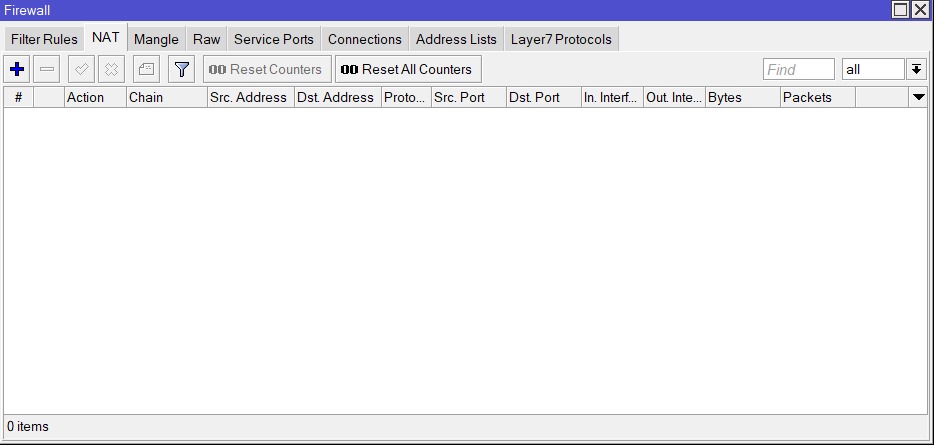 Firewall
Filter Rules NAT Mangle Raw Service Ports Connections Address Lists Layer7 Protocols
00 Reset Counters 00 Reset All Counters Find all
# Action Chain Src. Address Dst. Address Proto... Src. Port Dst. Port In. Interf... Out. Inte... Bytes Packets
0 items